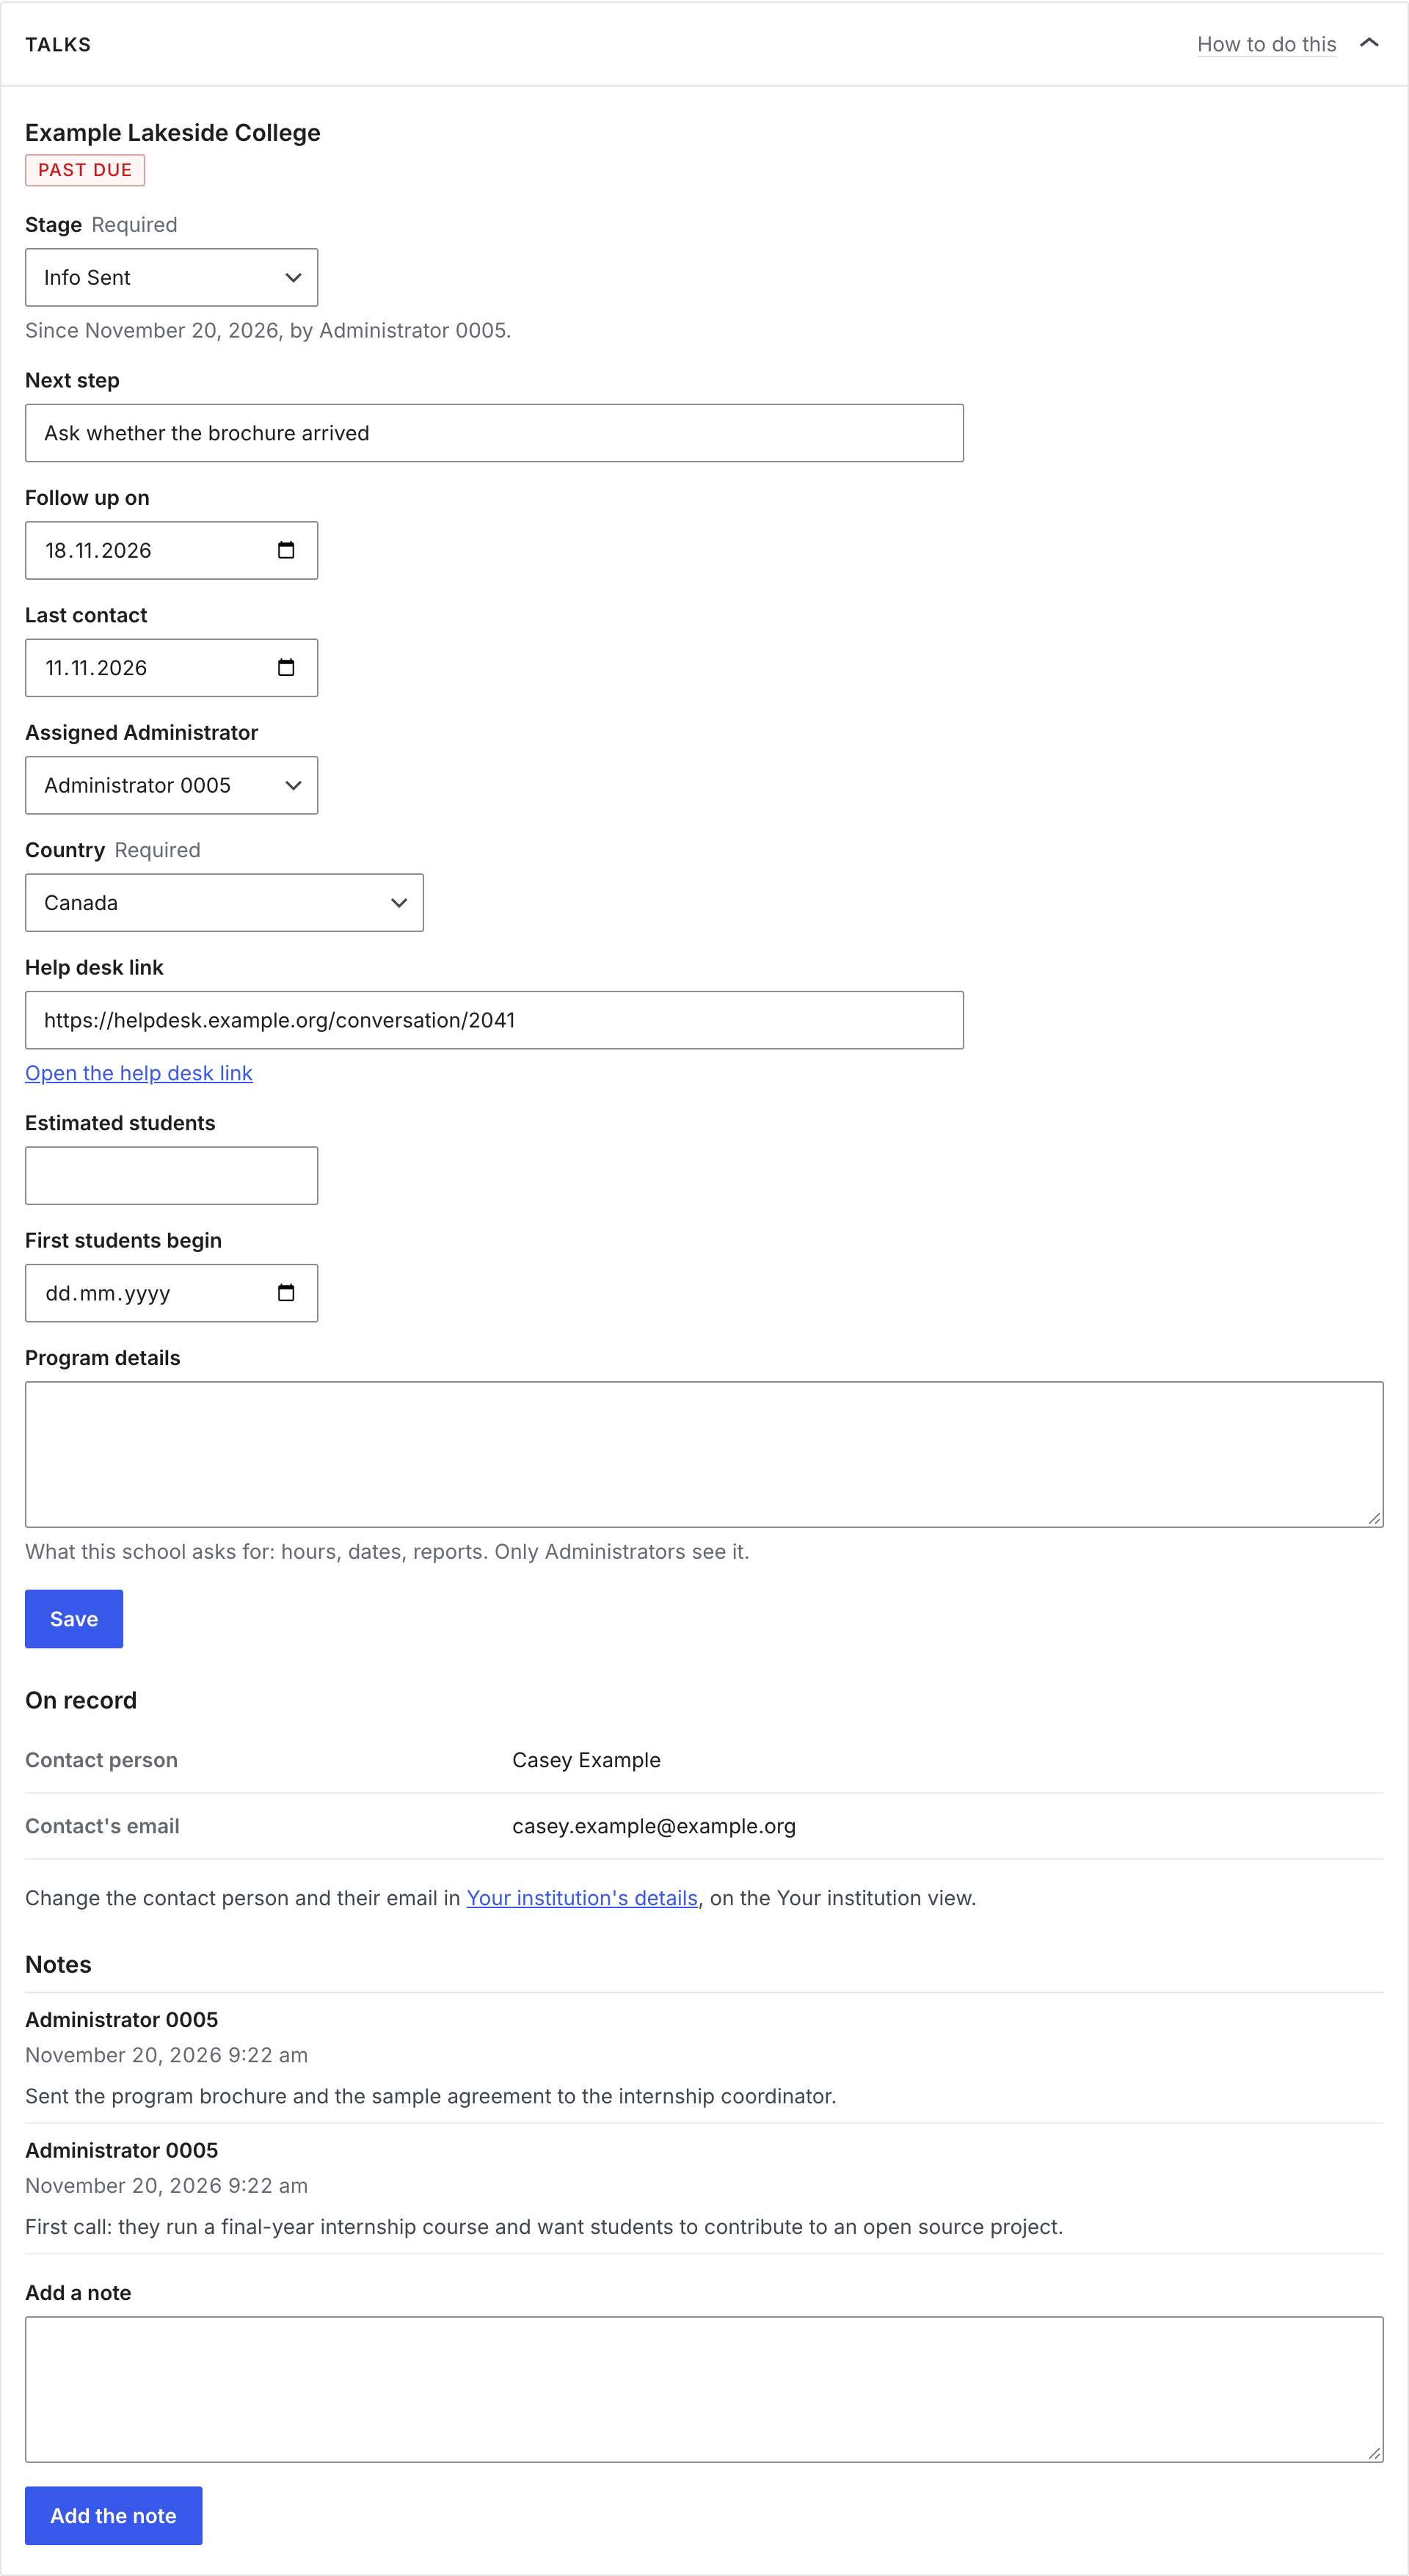 TALKS
How to do this
Example Lakeside College
PAST DUE
Stage Required
Info Sent
Since November 20, 2026, by Administrator 0005.
Next step
Ask whether the brochure arrived
Follow up on
18.11.2026
Last contact
11.11.2026
Assigned Administrator
Administrator 0005
Country Required
Canada
Help desk link
https://helpdesk.example.org/conversation/2041
Open the help desk link
Estimated students
First students begin
dd.mm.yyyy
Program details
What this school asks for: hours, dates, reports. Only Administrators see it.
Save
On record
Contact person Casey Example
Contact's email casey.example@example.org
Change the contact person and their email in Your institution's details, on the Your institution view.
Notes
Administrator 0005
November 20, 2026 9:22 am
Sent the program brochure and the sample agreement to the internship coordinator.
Administrator 0005
November 20, 2026 9:22 am
First call: they run a final-year internship course and want students to contribute to an open source project.
Add a note
Add the note